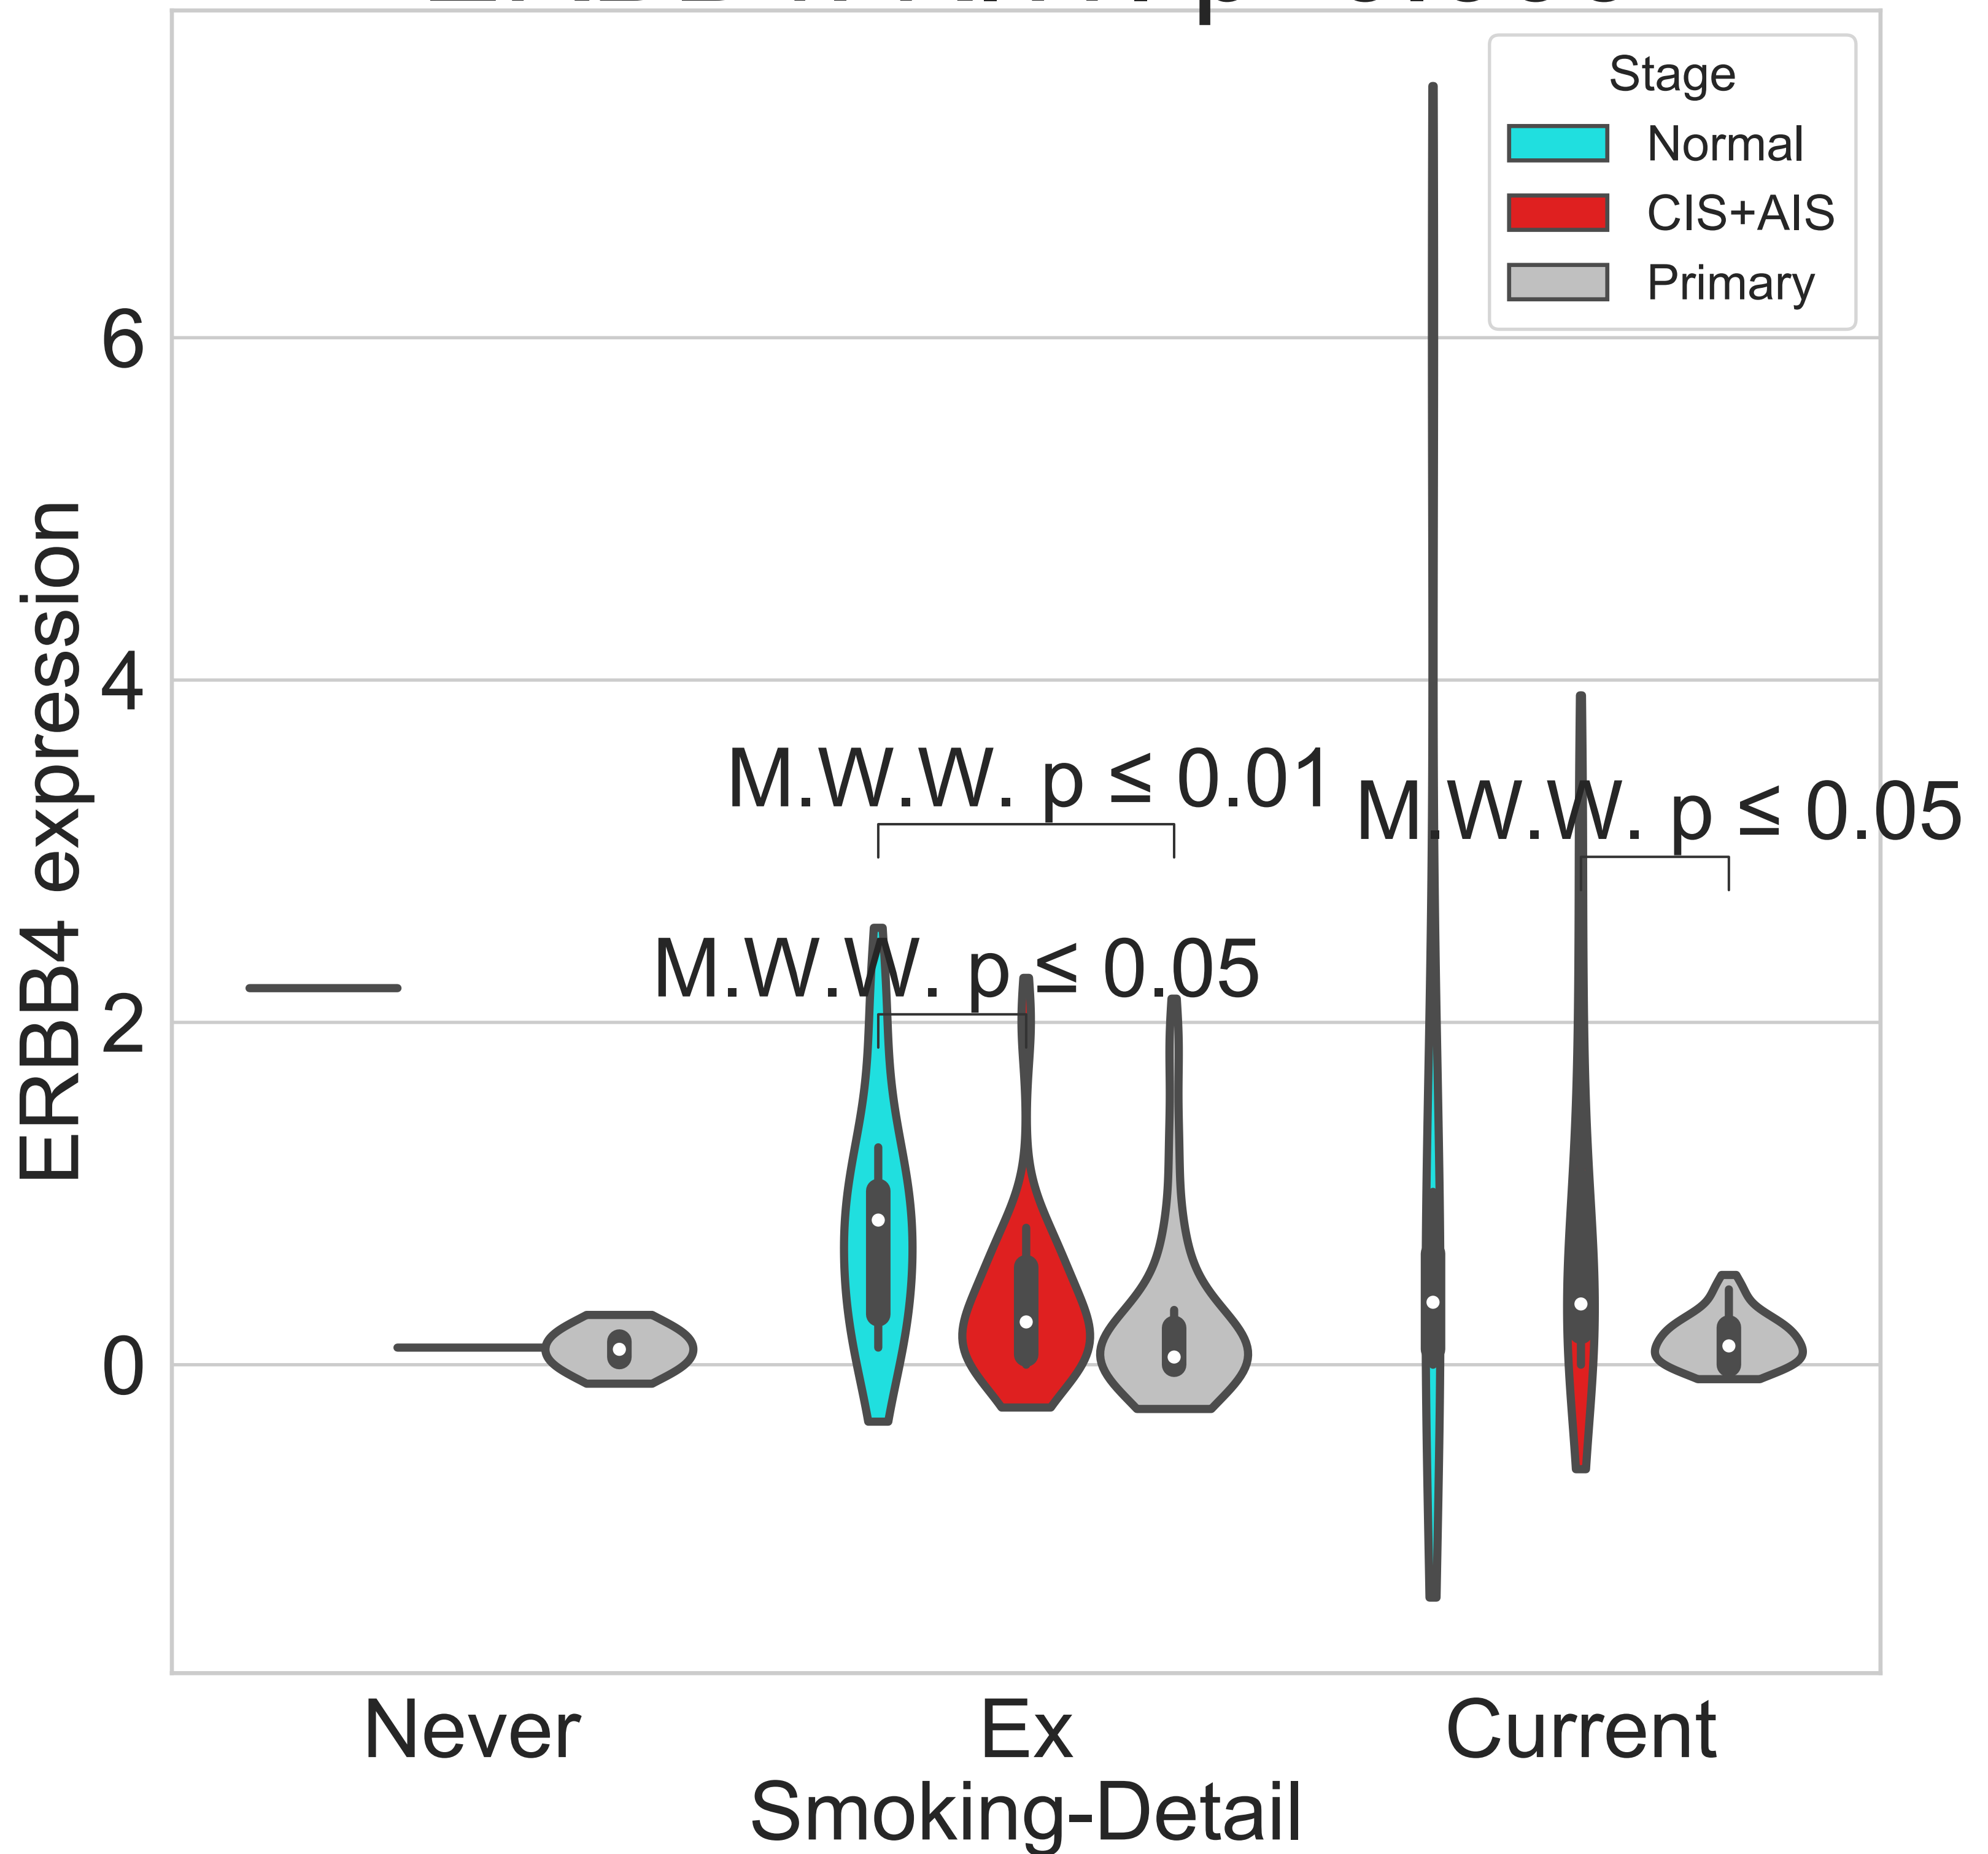 Stage
Normal
CIS+AIS
Primary
6
4
2
0
ERBB4 expression
M.W.W. p ≤ 0.01
M.W.W. p ≤ 0.05
M.W.W. p ≤ 0.05
Never
Ex
Current
Smoking-Detail